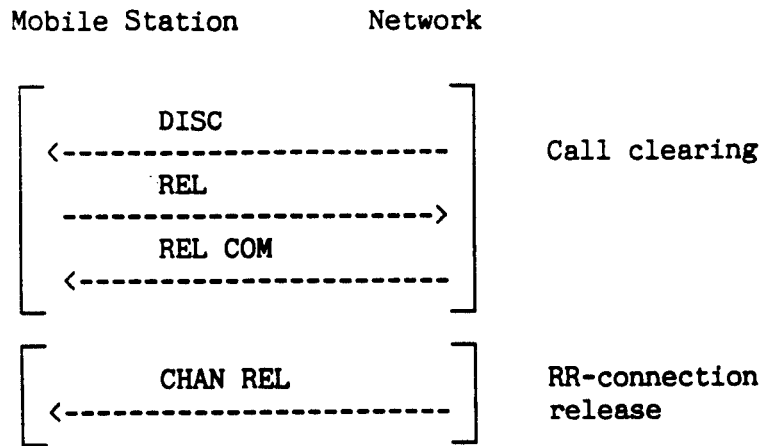 Mobile Station Network
DISC
<------------------------ Call clearing
REL
------------------------>
REL COM
<------------------------
CHAN REL RR-connection
<------------------------ release